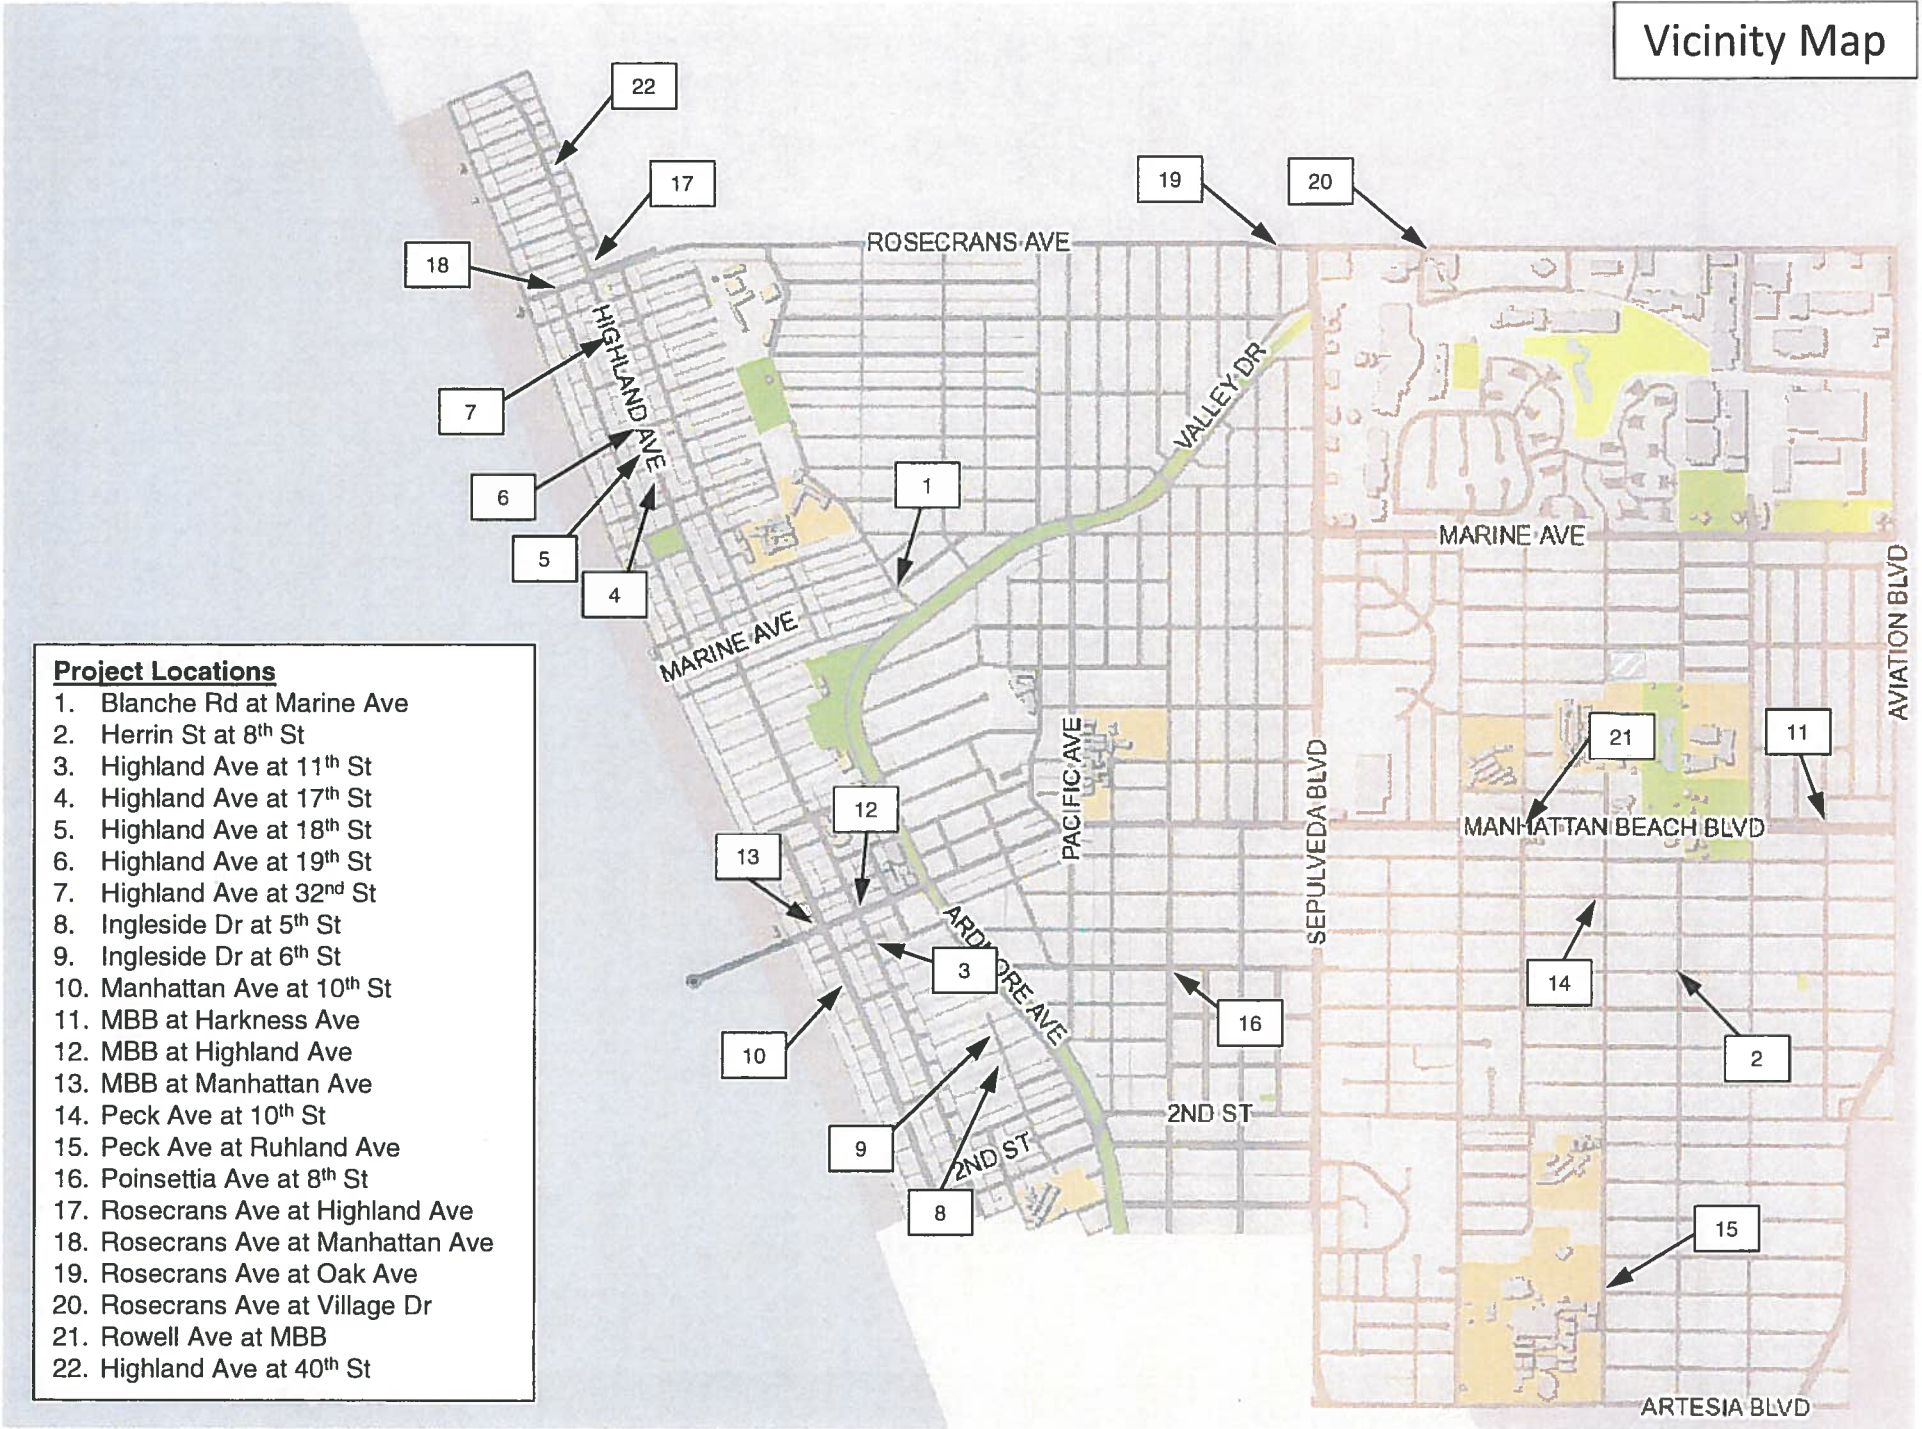 Vicinity Map
22
17
19
20
18
ROSECRANS AVE
HIGHLAND AVE
7
VALLEY DR
6
1
5
4
MARINE AVE
AVIATION BLVD
MARINE AVE
Project Locations
1. Blanche Rd at Marine Ave
2. Herrin St at 8th St
3. Highland Ave at 11th St
4. Highland Ave at 17th St
5. Highland Ave at 18th St
6. Highland Ave at 19th St
7. Highland Ave at 32nd St
8. Ingleside Dr at 5th St
9. Ingleside Dr at 6th St
10. Manhattan Ave at 10th St
11. MBB at Harkness Ave
12. MBB at Highland Ave
13. MBB at Manhattan Ave
14. Peck Ave at 10th St
15. Peck Ave at Ruhland Ave
16. Poinsettia Ave at 8th St
17. Rosecrans Ave at Highland Ave
18. Rosecrans Ave at Manhattan Ave
19. Rosecrans Ave at Oak Ave
20. Rosecrans Ave at Village Dr
21. Rowell Ave at MBB
22. Highland Ave at 40th St
PACIFIC AVE
SEPULVEDA BLVD
21
11
12
MANHATTAN BEACH BLVD
13
ARDMORE AVE
3
14
16
10
2
2ND ST
9
2ND ST
8
15
ARTESIA BLVD